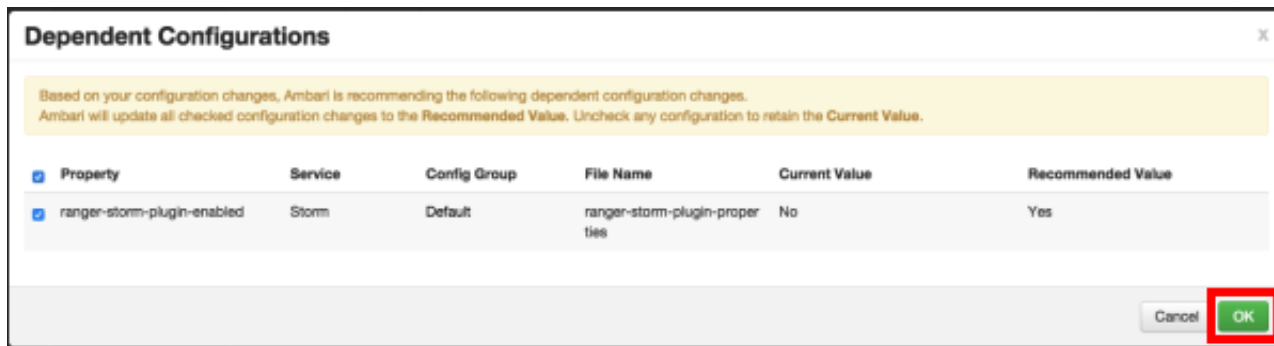 Dependent Configurations
X
Based on your configuration changes, Ambari is recommending the following dependent configuration changes.
Ambari will update all checked configuration changes to the Recommended Value. Uncheck any configuration to retain the Current Value.
Property Service Config Group File Name Current Value Recommended Value
ranger-storm-plugin-enabled Storm Default ranger-storm-plugin-proper No Yes
ties
Cancel OK